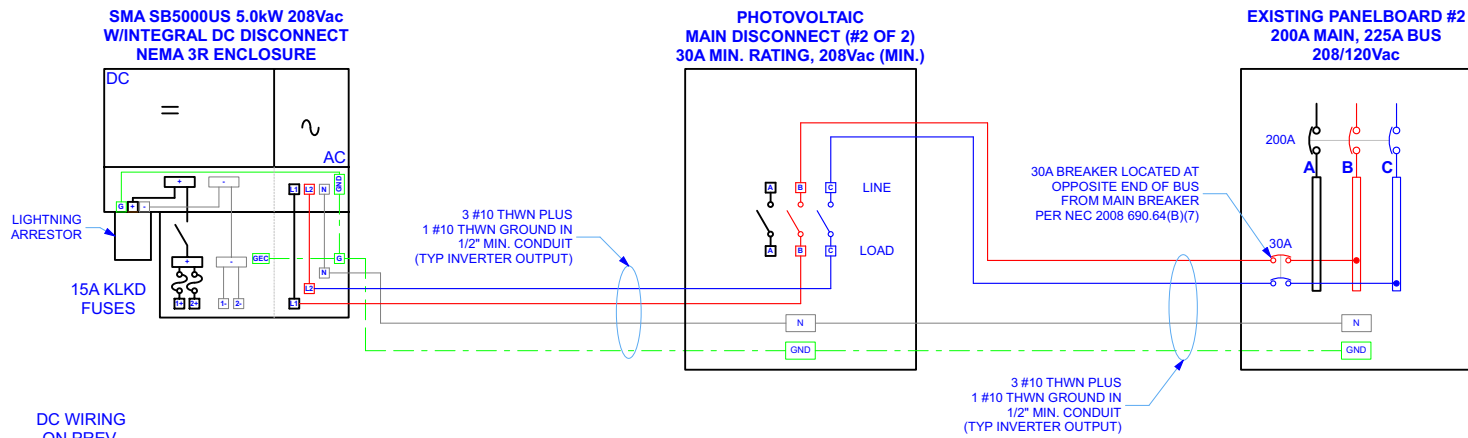 SMA SB5000US 5.0kW 208Vac
W/INTEGRAL DC DISCONNECT
NEMA 3R ENCLOSURE
DC
AC
+
-
L1
L2
N
GND
G
+
-
LIGHTNING
ARRESTOR
+
-
GEC
G
N
L2
15A KLKD
FUSES
1+
2+
1-
2-
L1
3 #10 THWN PLUS
1 #10 THWN GROUND IN
1/2" MIN. CONDUIT
(TYP INVERTER OUTPUT)
DC WIRING
ON PREV
PHOTOVOLTAIC
MAIN DISCONNECT (#2 OF 2)
30A MIN. RATING, 208Vac (MIN.)
A
B
C
LINE
A
B
C
LOAD
N
GND
30A BREAKER LOCATED AT
OPPOSITE END OF BUS
FROM MAIN BREAKER
PER NEC 2008 690.64(B)(7)
3 #10 THWN PLUS
1 #10 THWN GROUND IN
1/2" MIN. CONDUIT
(TYP INVERTER OUTPUT)
EXISTING PANELBOARD #2
200A MAIN, 225A BUS
208/120Vac
200A
A
B
C
30A
N
GND